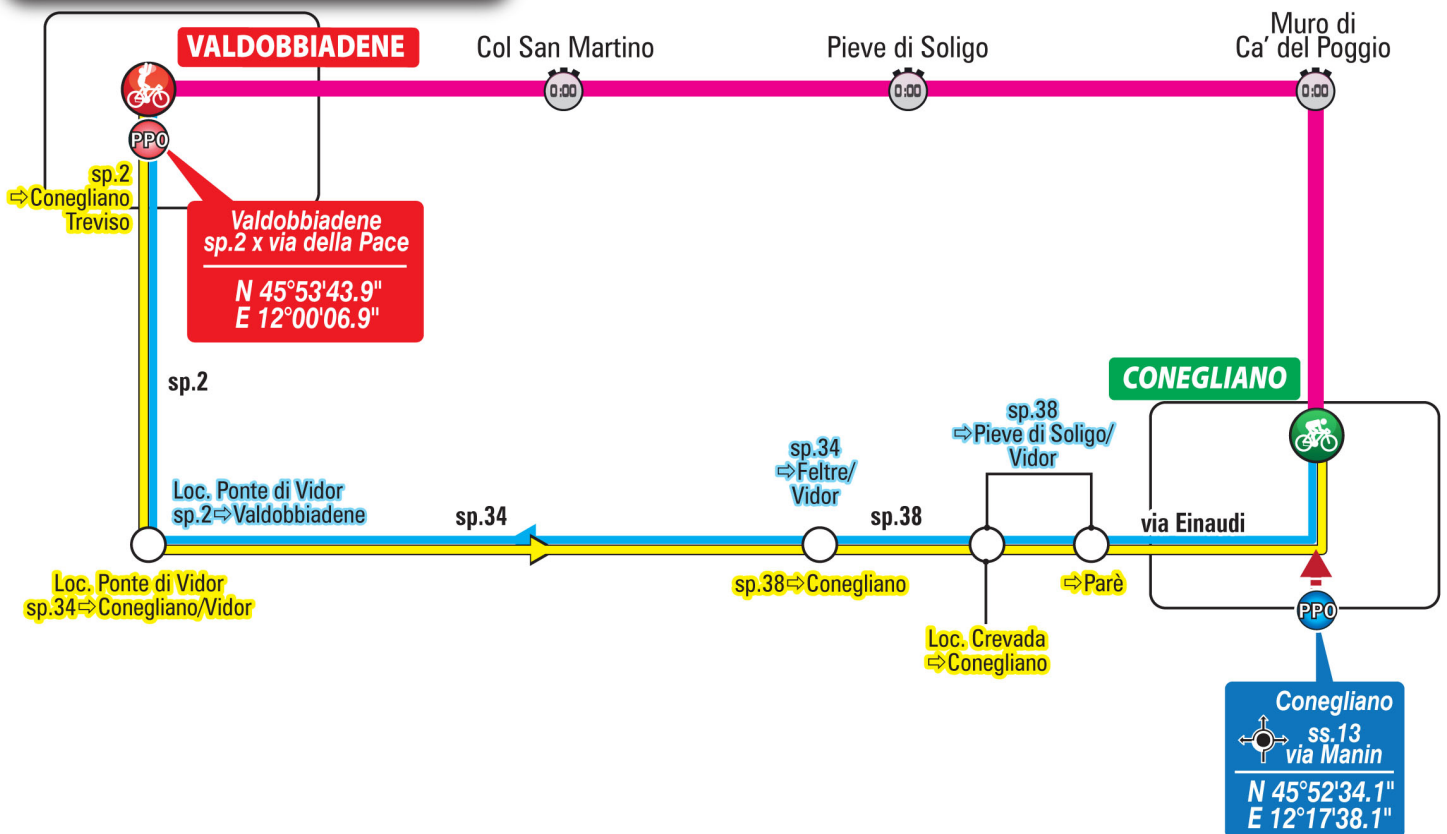 VALDOBBIADENE
Col San Martino
Pieve di Soligo
Muro di
Ca' del Poggio
0:00
0:00
0:00
PPO
sp.2
⇨Conegliano
Treviso
Valdobbiadene
sp.2 x via della Pace
N 45°53'43.9"
E 12°00'06.9"
sp.2
CONEGLIANO
sp.38
⇨Pieve di Soligo/
Vidor
sp.34
⇨Feltre/
Vidor
Loc. Ponte di Vidor
sp.2⇨Valdobbiadene
sp.34
sp.38
via Einaudi
Loc. Ponte di Vidor
sp.34⇨Conegliano/Vidor
sp.38⇨Conegliano
⇨Parè
Loc. Crevada
⇨Conegliano
PPO
Conegliano
ss.13
via Manin
N 45°52'34.1"
E 12°17'38.1"